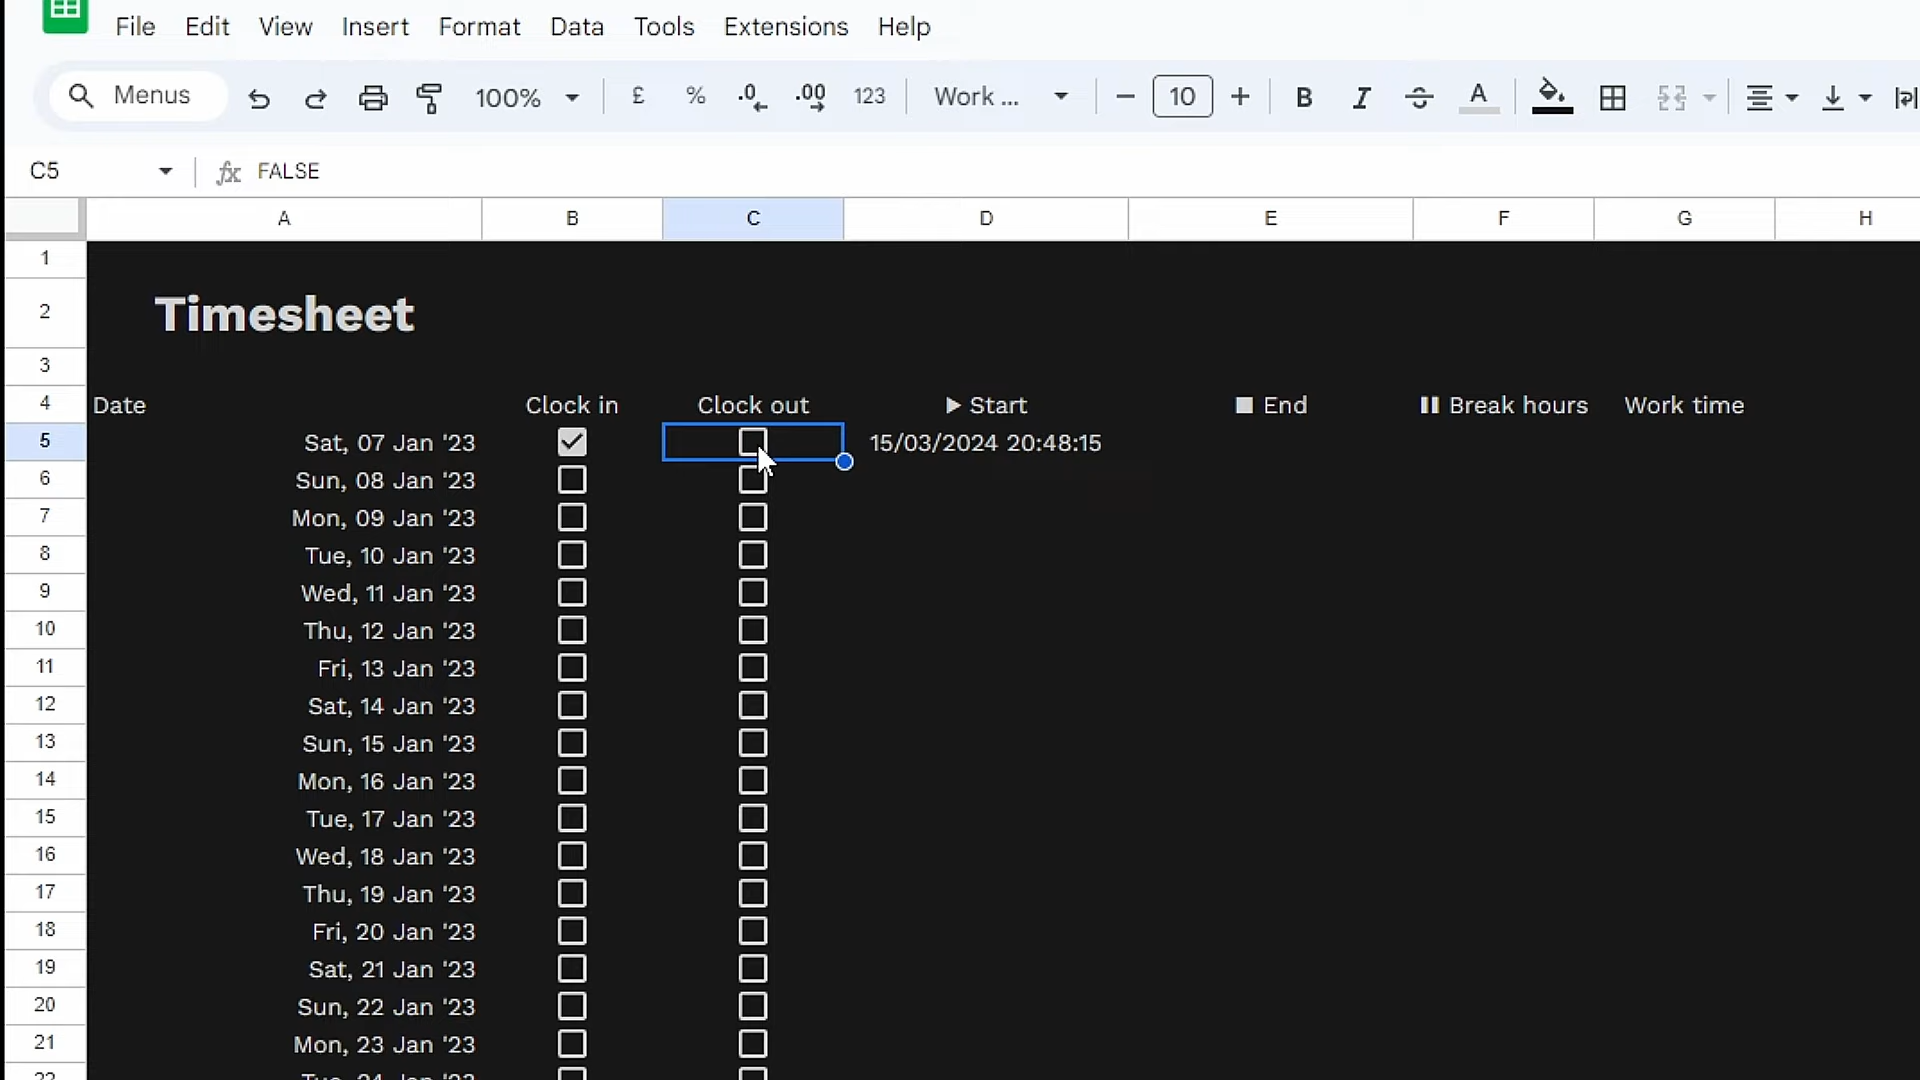 File Edit View Insert Format Data Tools Extensions Help
Menus 100% £ % .0 .00 123 Work ... 10 B I S A
C5 fx FALSE
A B C D E F G H
1
2 Timesheet
3
4 Date Clock in Clock out ▶ Start ■ End ⏸ Break hours Work time
5 Sat, 07 Jan '23 15/03/2024 20:48:15
6 Sun, 08 Jan '23
7 Mon, 09 Jan '23
8 Tue, 10 Jan '23
9 Wed, 11 Jan '23
10 Thu, 12 Jan '23
11 Fri, 13 Jan '23
12 Sat, 14 Jan '23
13 Sun, 15 Jan '23
14 Mon, 16 Jan '23
15 Tue, 17 Jan '23
16 Wed, 18 Jan '23
17 Thu, 19 Jan '23
18 Fri, 20 Jan '23
19 Sat, 21 Jan '23
20 Sun, 22 Jan '23
21 Mon, 23 Jan '23
22 Tue, 24 Jan '23